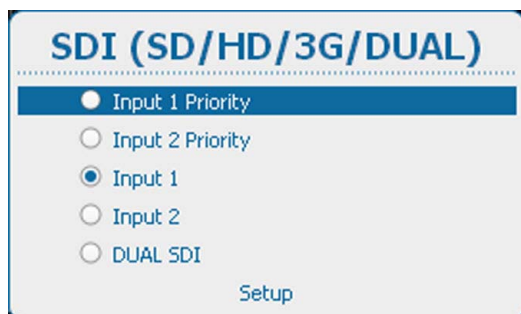 SDI (SD/HD/3G/DUAL)
Input 1 Priority
Input 2 Priority
Input 1
Input 2
DUAL SDI
Setup